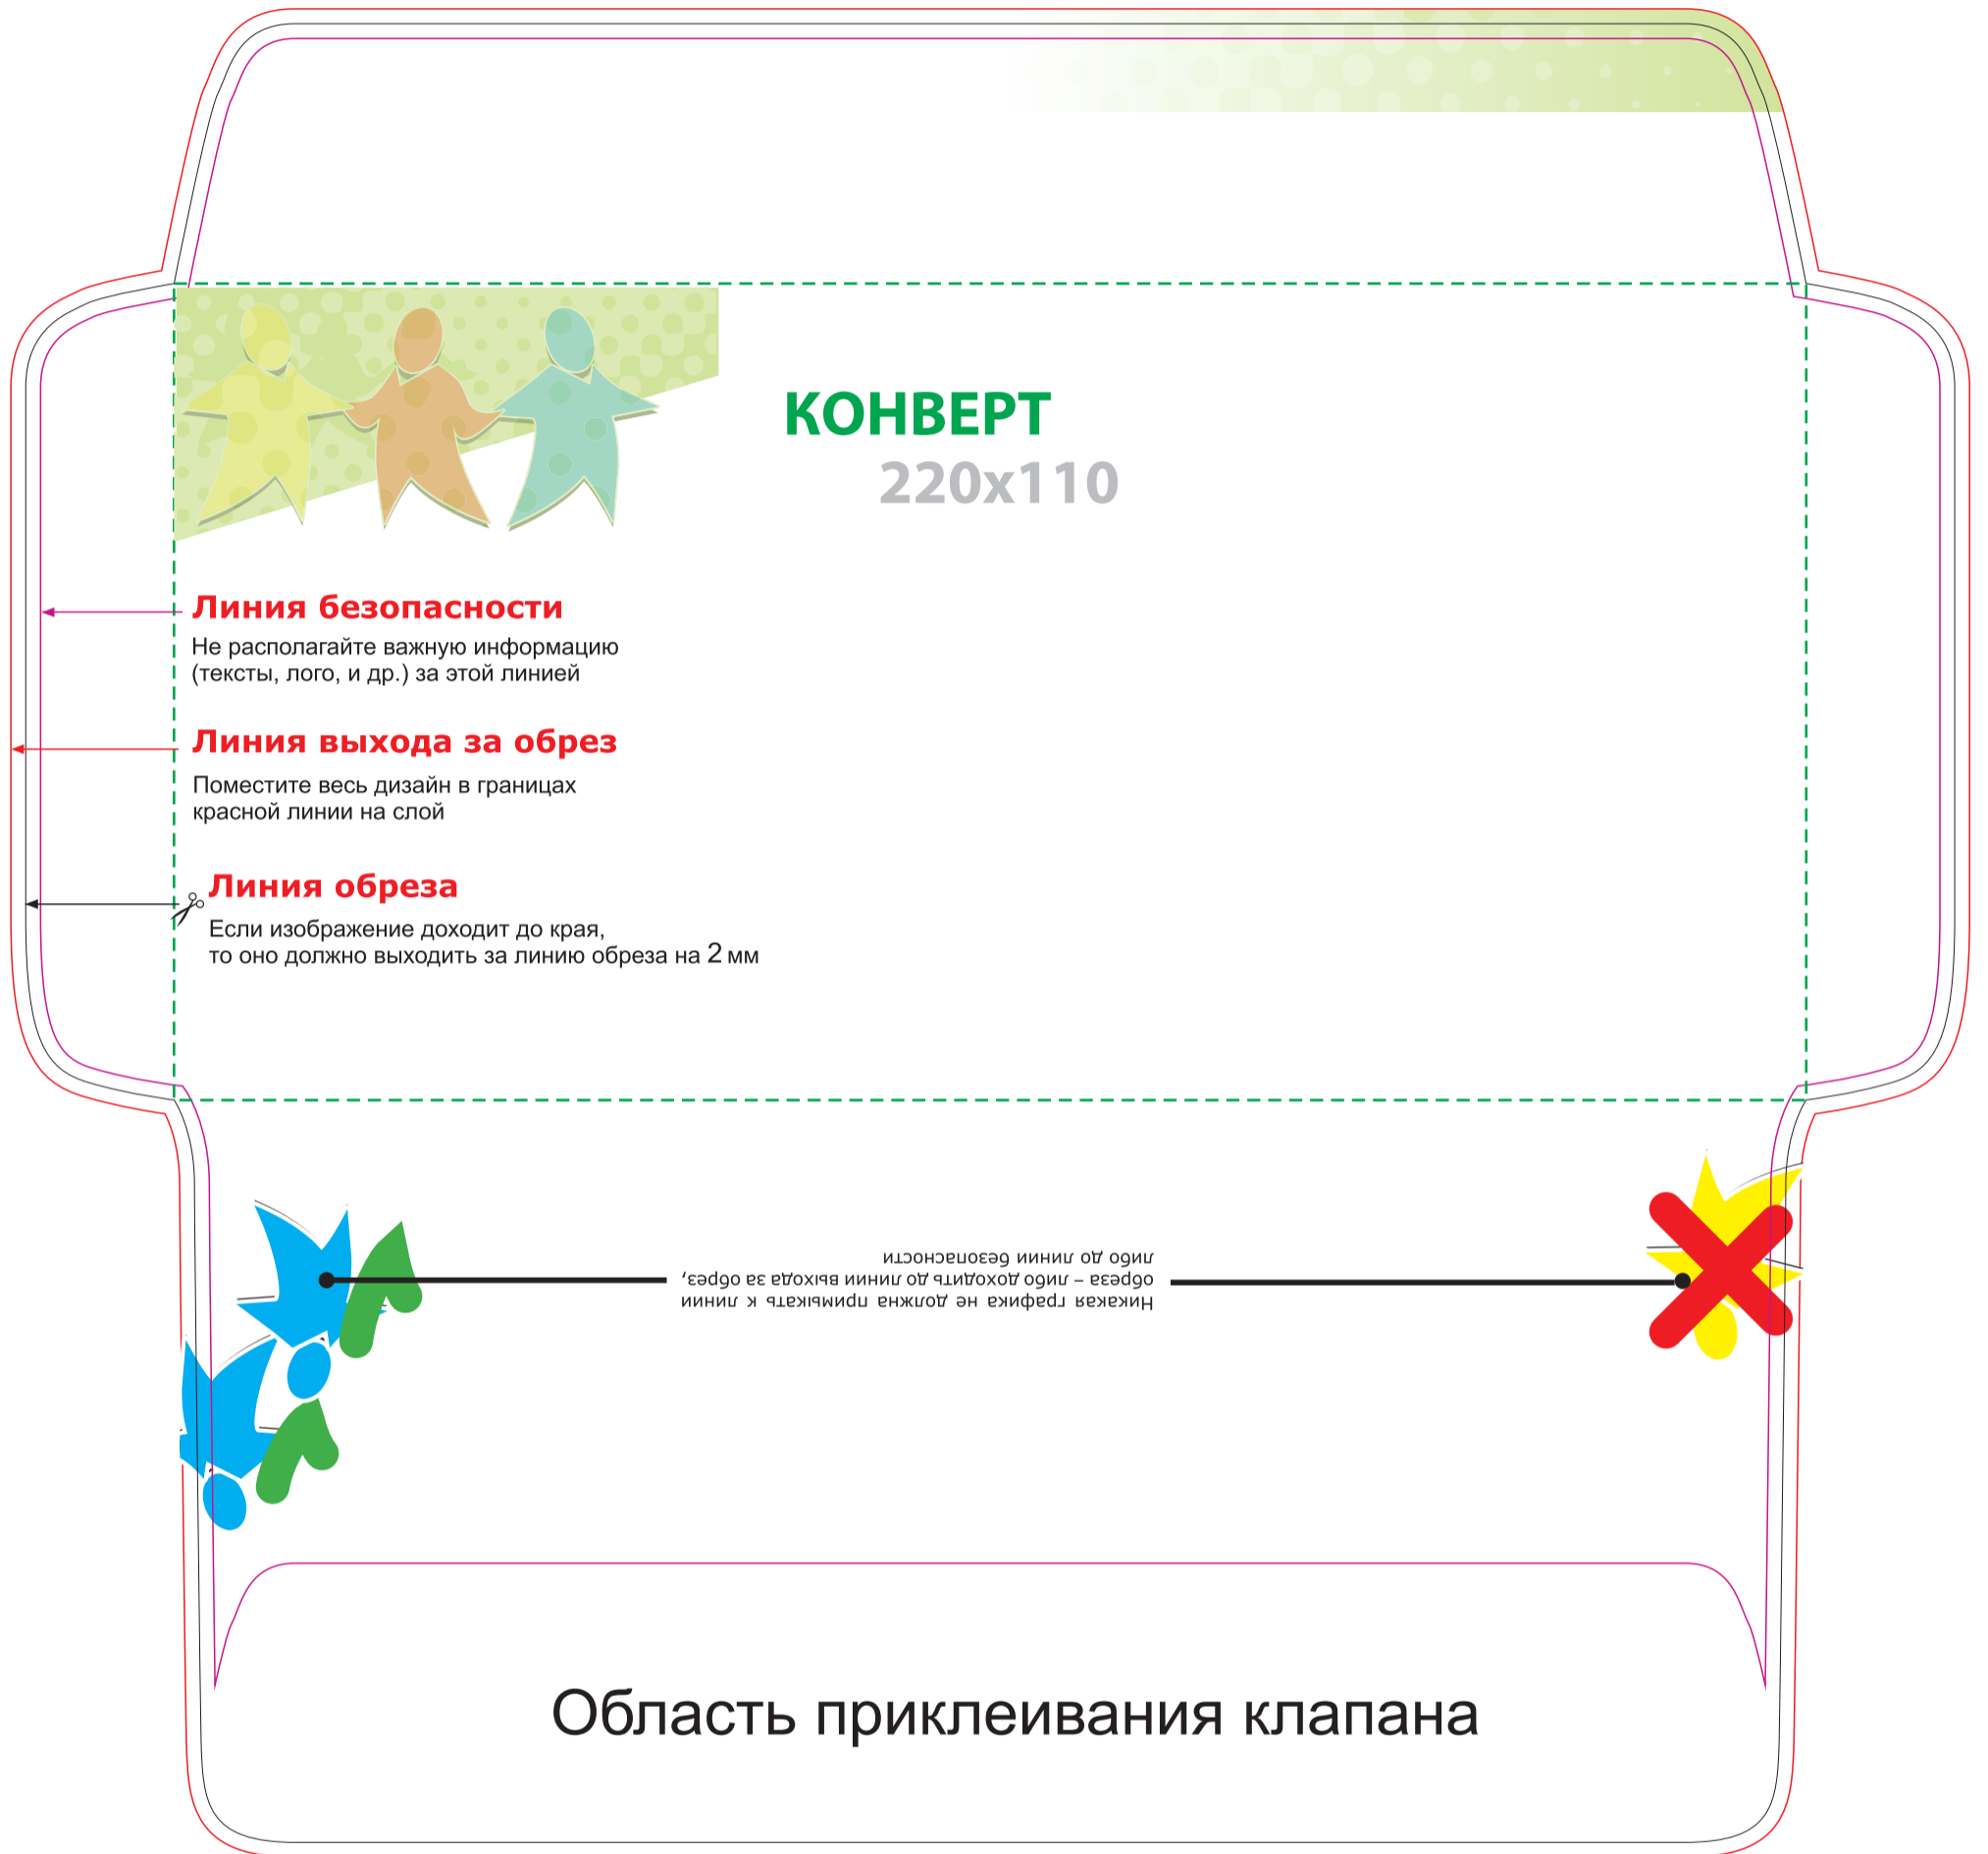 КОНВЕРТ
220x110
Линия безопасности
Не располагайте важную информацию
(тексты, лого, и др.) за этой линией
Линия выхода за обрез
Поместите весь дизайн в границах
красной линии на слой
Линия обреза
Если изображение доходит до края,
то оно должно выходить за линию обреза на 2 мм
Никакая графика не должна примыкать к линии
обреза – либо доходить до линии выхода за обрез,
либо до линии безопасности
Область приклеивания клапана